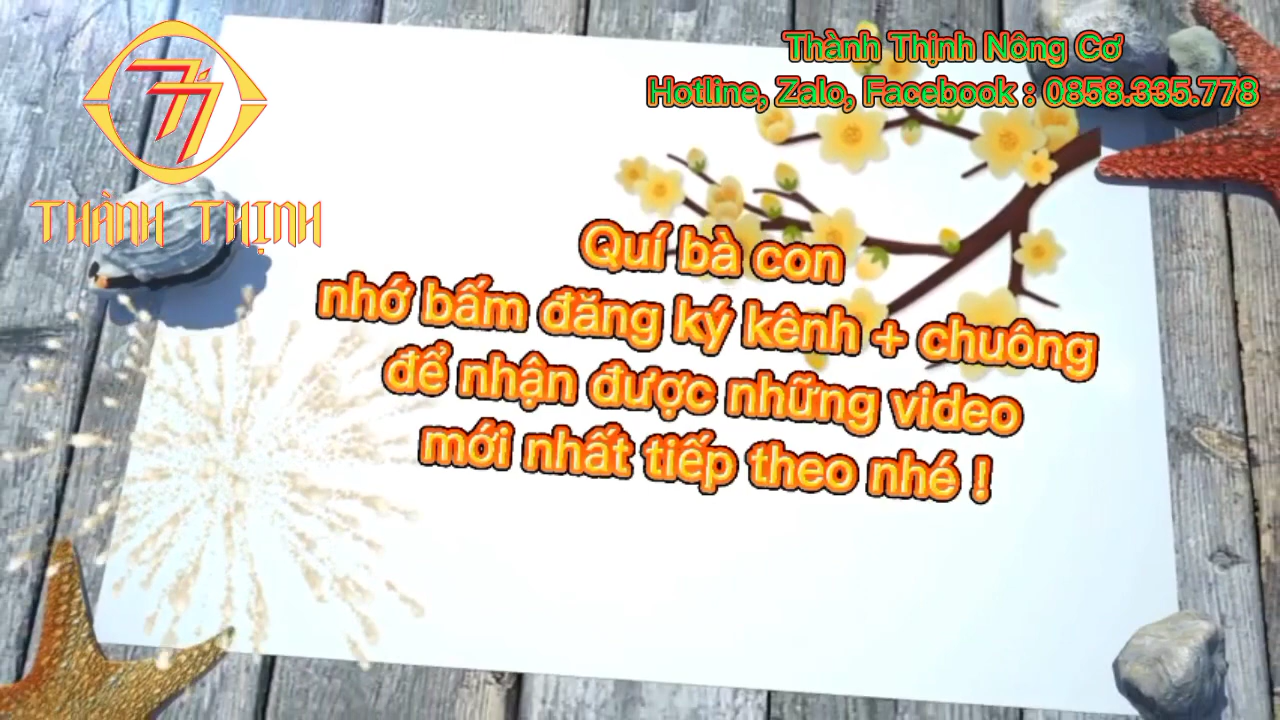 THÀNH THỊNH
Thành Thịnh Nông Cơ
Hotline, Zalo, Facebook : 0858.335.778
Quí bà con
nhớ bấm đăng ký kênh + chuông
để nhận được những video
mới nhất tiếp theo nhé !